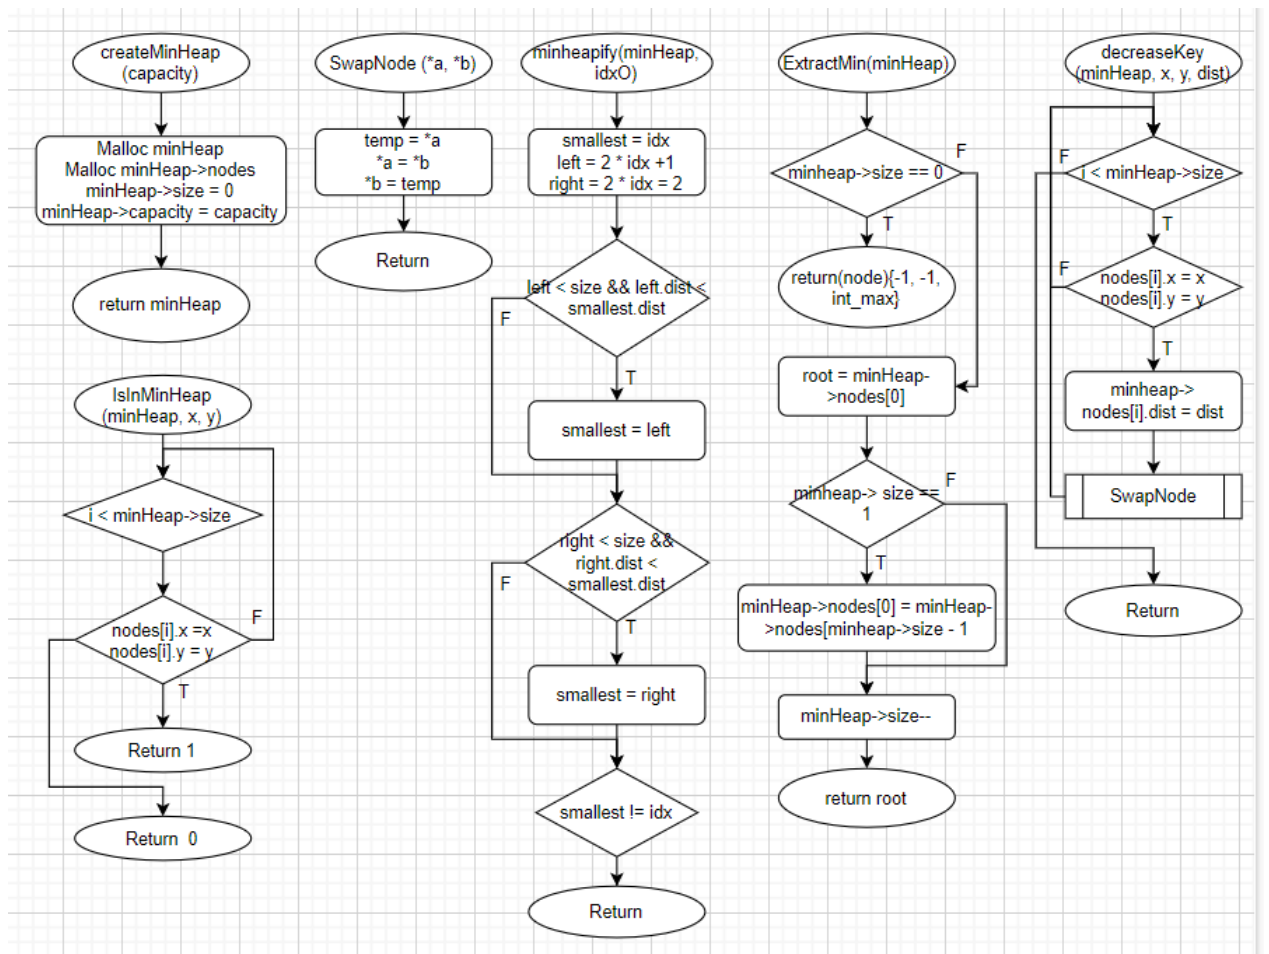 createMinHeap
(capacity)
Malloc minHeap
Malloc minHeap->nodes
minHeap->size = 0
minHeap->capacity = capacity
return minHeap
IsInMinHeap
(minHeap, x, y)
i < minHeap->size
nodes[i].x =x
nodes[i].y = y
F
T
Return 1
Return 0
SwapNode (*a, *b)
temp = *a
*a = *b
*b = temp
Return
minheapify(minHeap,
idxO)
smallest = idx
left = 2 * idx +1
right = 2 * idx = 2
left < size && left.dist <
smallest.dist
F
T
smallest = left
right < size &&
right.dist <
smallest.dist
F
T
smallest = right
smallest != idx
Return
ExtractMin(minHeap)
minheap->size == 0
F
T
return(node){-1, -1,
int_max}
root = minHeap-
>nodes[0]
minheap-> size ==
1
F
T
minHeap->nodes[0] = minHeap-
>nodes[minheap->size - 1
minHeap->size--
return root
decreaseKey
(minHeap, x, y, dist)
F
i < minHeap->size
T
F
nodes[i].x = x
nodes[i].y = y
T
minheap->
nodes[i].dist = dist
SwapNode
Return